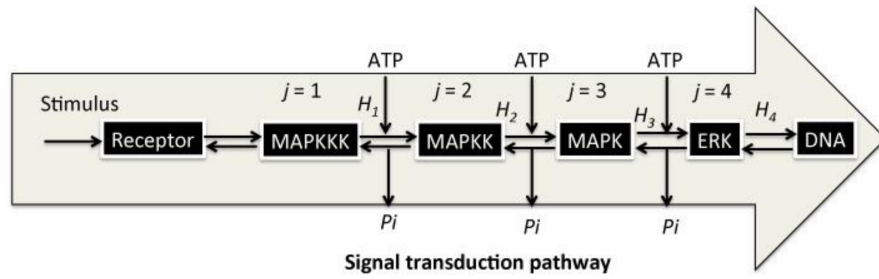 ATP ATP ATP
j = 1 j = 2 j = 3 j = 4
Stimulus H₁ H₂ H₃ H₄
Receptor MAPKKK MAPKK MAPK ERK DNA
Pi Pi Pi
Signal transduction pathway